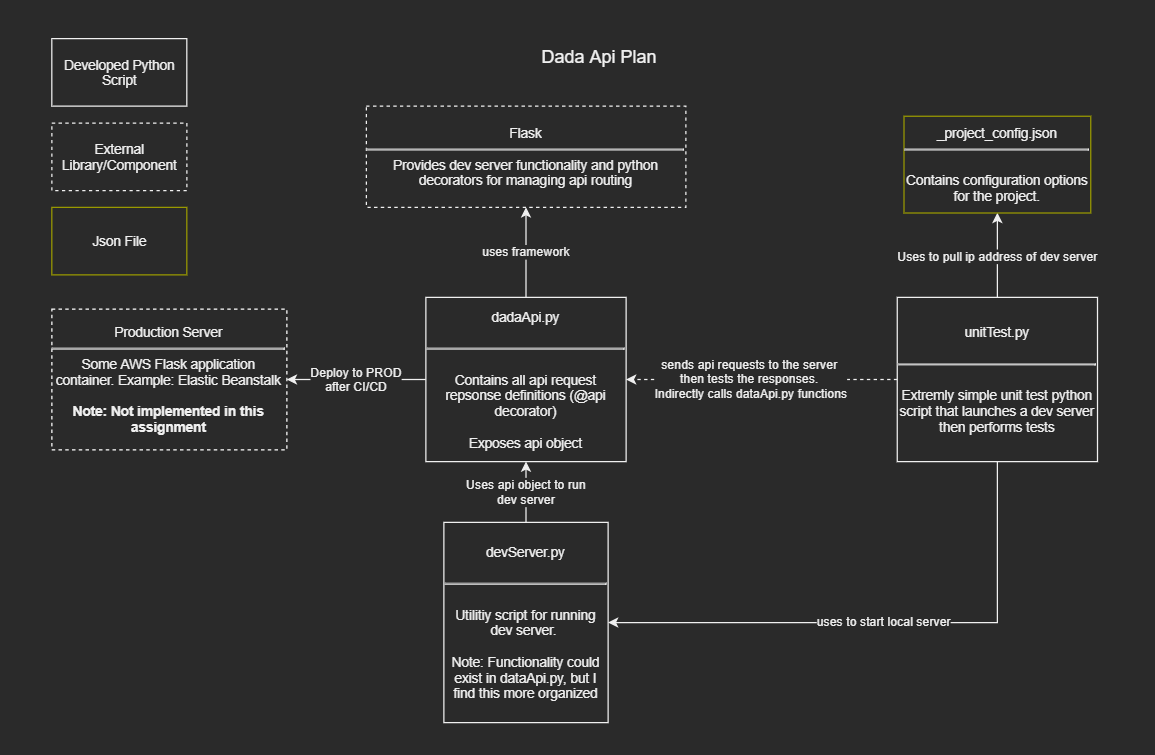 Dada Api Plan
Developed Python
Script
External
Library/Component
Json File
Flask
Provides dev server functionality and python
decorators for managing api routing
_project_config.json
Contains configuration options
for the project.
uses framework
Uses to pull ip address of dev server
Production Server
Some AWS Flask application
container. Example: Elastic Beanstalk
Note: Not implemented in this
assignment
Deploy to PROD
after CI/CD
dadaApi.py
Contains all api request
repsonse definitions (@api
decorator)
Exposes api object
sends api requests to the server
then tests the responses.
Indirectly calls dataApi.py functions
unitTest.py
Extremly simple unit test python
script that launches a dev server
then performs tests
Uses api object to run
dev server
devServer.py
Utilitiy script for running
dev server.
Note: Functionality could
exist in dataApi.py, but I
find this more organized
uses to start local server